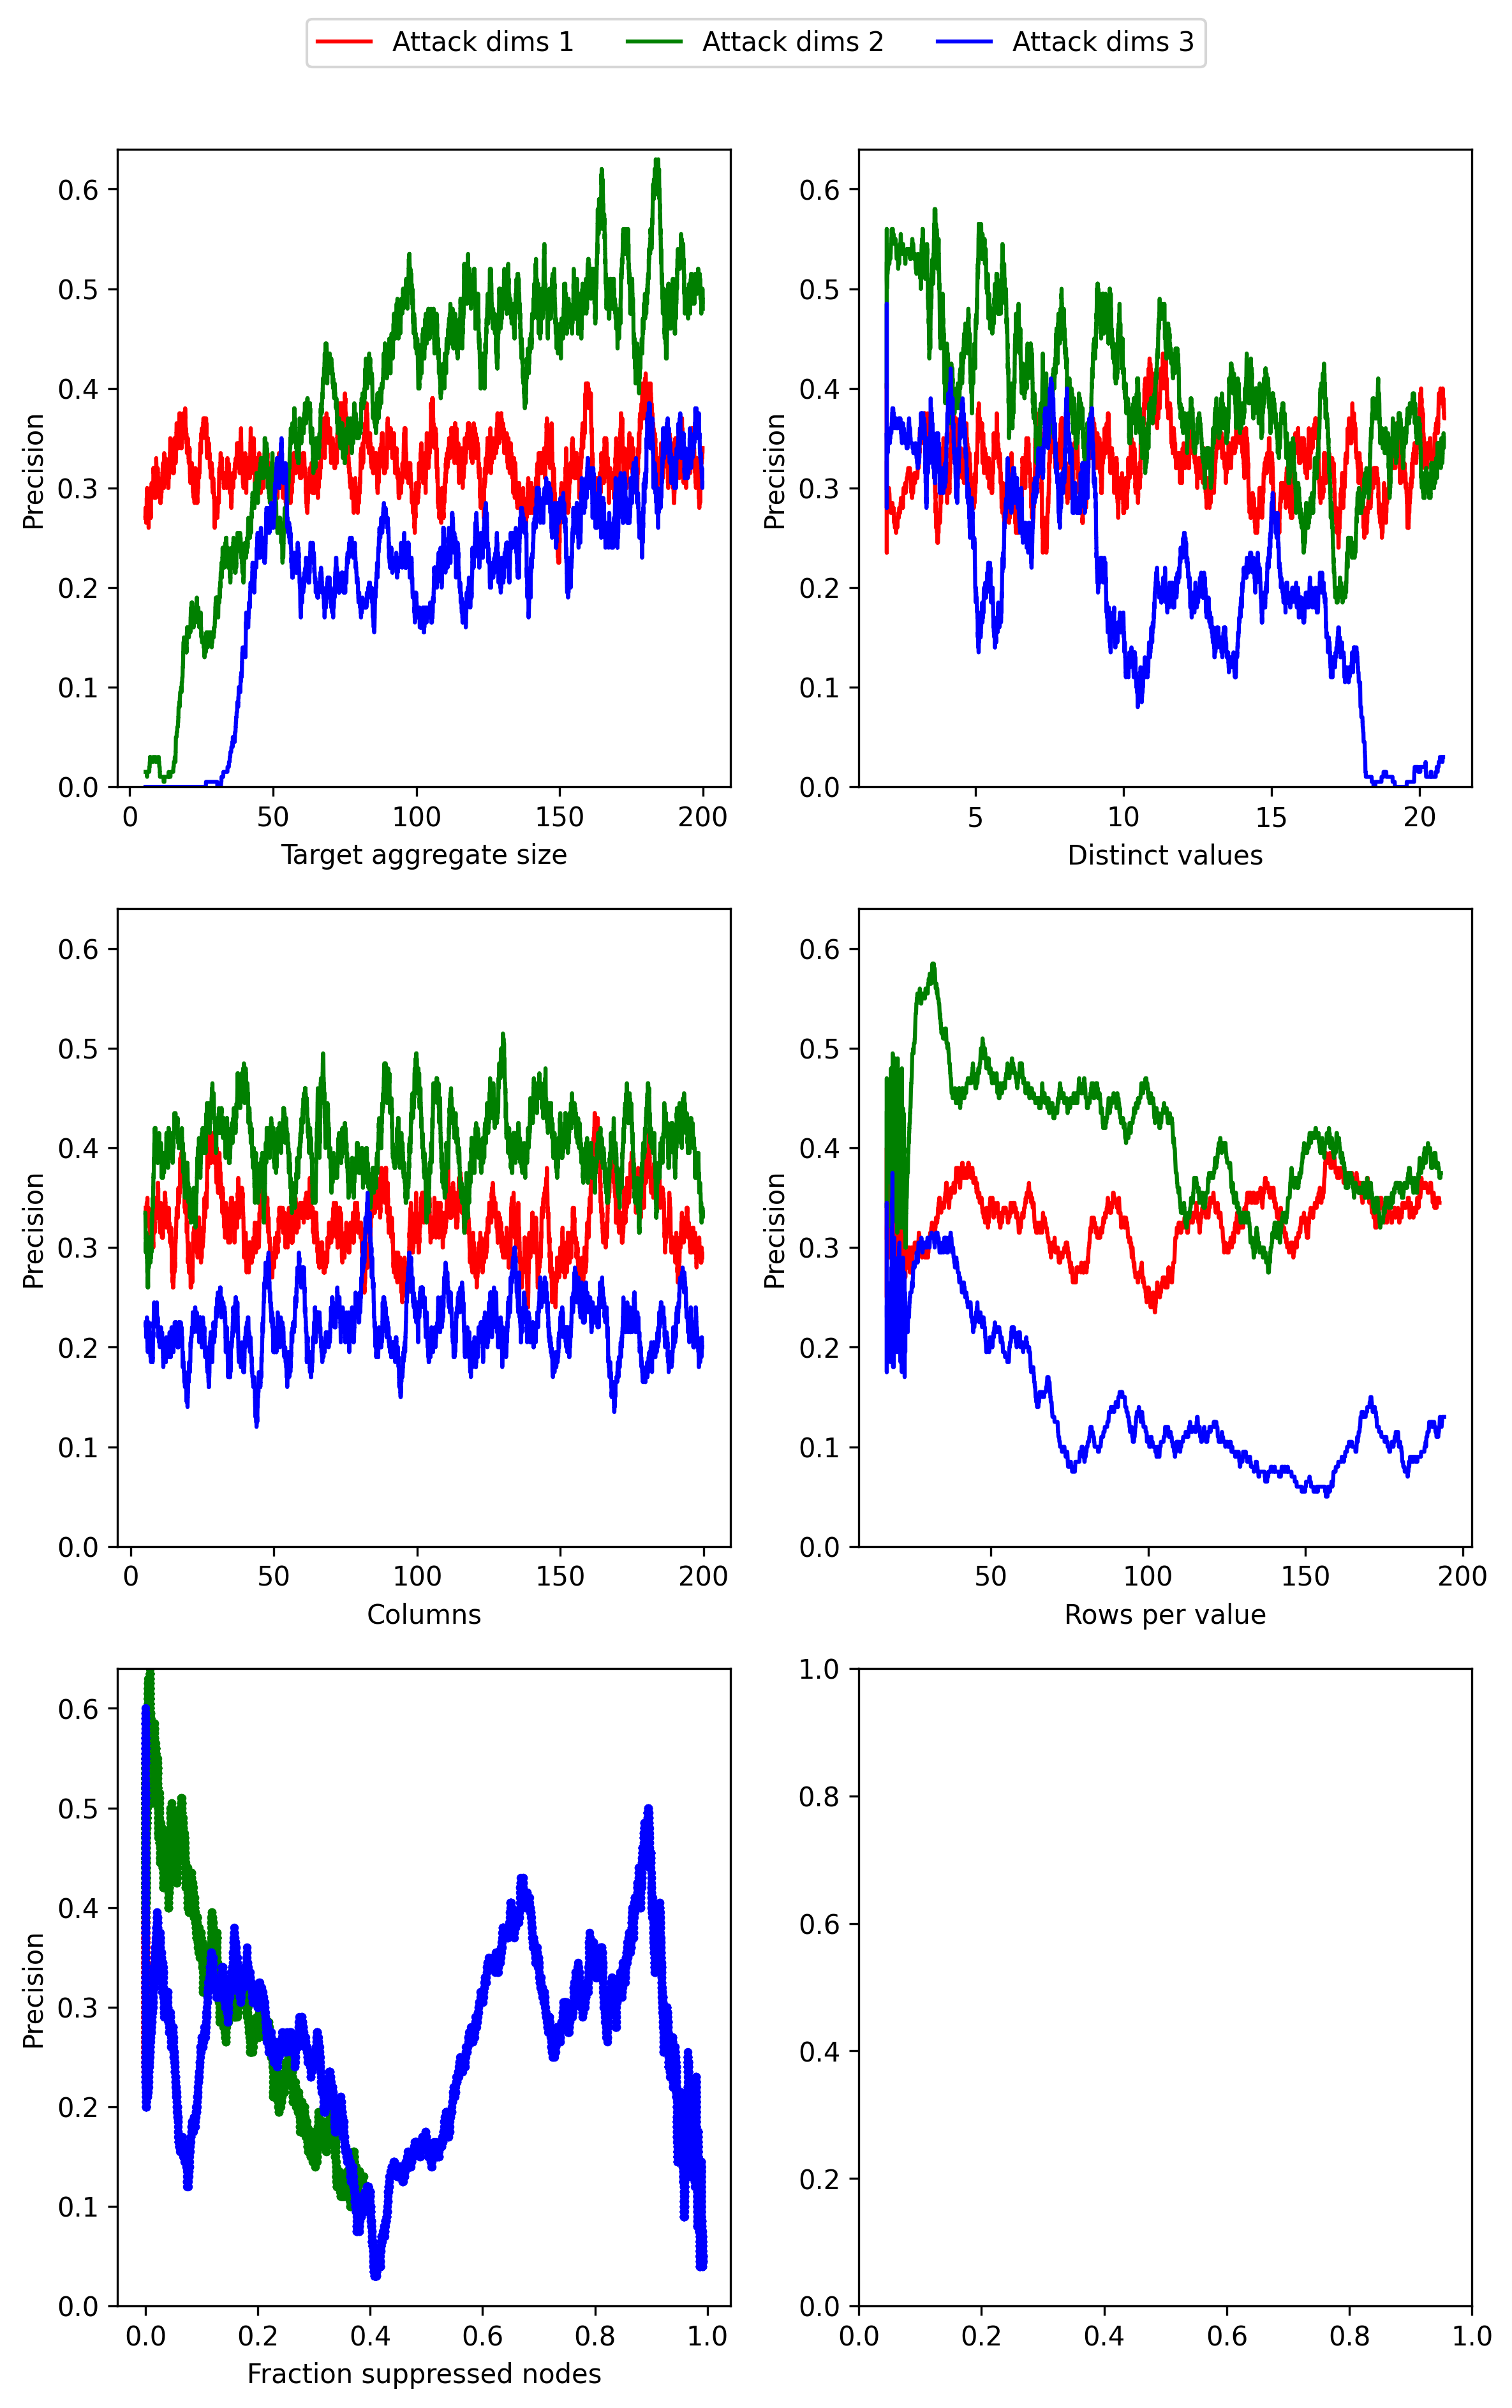 Attack dims 1 Attack dims 2 Attack dims 3
0.6
0.5
0.4
0.3
0.2
0.1
0.0
Precision
0 50 100 150 200
Target aggregate size
0.6
0.5
0.4
0.3
0.2
0.1
0.0
Precision
5 10 15 20
Distinct values
0.6
0.5
0.4
0.3
0.2
0.1
0.0
Precision
0 50 100 150 200
Columns
0.6
0.5
0.4
0.3
0.2
0.1
0.0
Precision
50 100 150 200
Rows per value
0.6
0.5
0.4
0.3
0.2
0.1
0.0
Precision
0.0 0.2 0.4 0.6 0.8 1.0
Fraction suppressed nodes
1.0
0.8
0.6
0.4
0.2
0.0
0.0 0.2 0.4 0.6 0.8 1.0